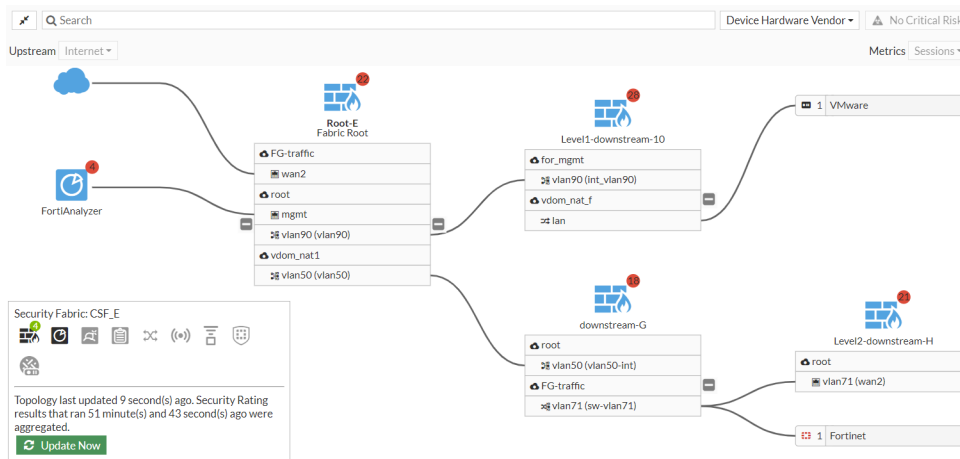 Search
Device Hardware Vendor
No Critical Risk
Upstream
Internet
Metrics
Sessions
22
Root-E
Fabric Root
FG-traffic
wan2
root
mgmt
vlan90 (vlan90)
vdom_nat1
vlan50 (vlan50)
4
FortiAnalyzer
28
Level1-downstream-10
for_mgmt
vlan90 (int_vlan90)
vdom_nat_f
lan
1 VMware
18
downstream-G
root
vlan50 (vlan50-int)
FG-traffic
vlan71 (sw-vlan71)
21
Level2-downstream-H
root
vlan71 (wan2)
1 Fortinet
Security Fabric: CSF_E
4
Topology last updated 9 second(s) ago. Security Rating
results that ran 51 minute(s) and 43 second(s) ago were
aggregated.
Update Now